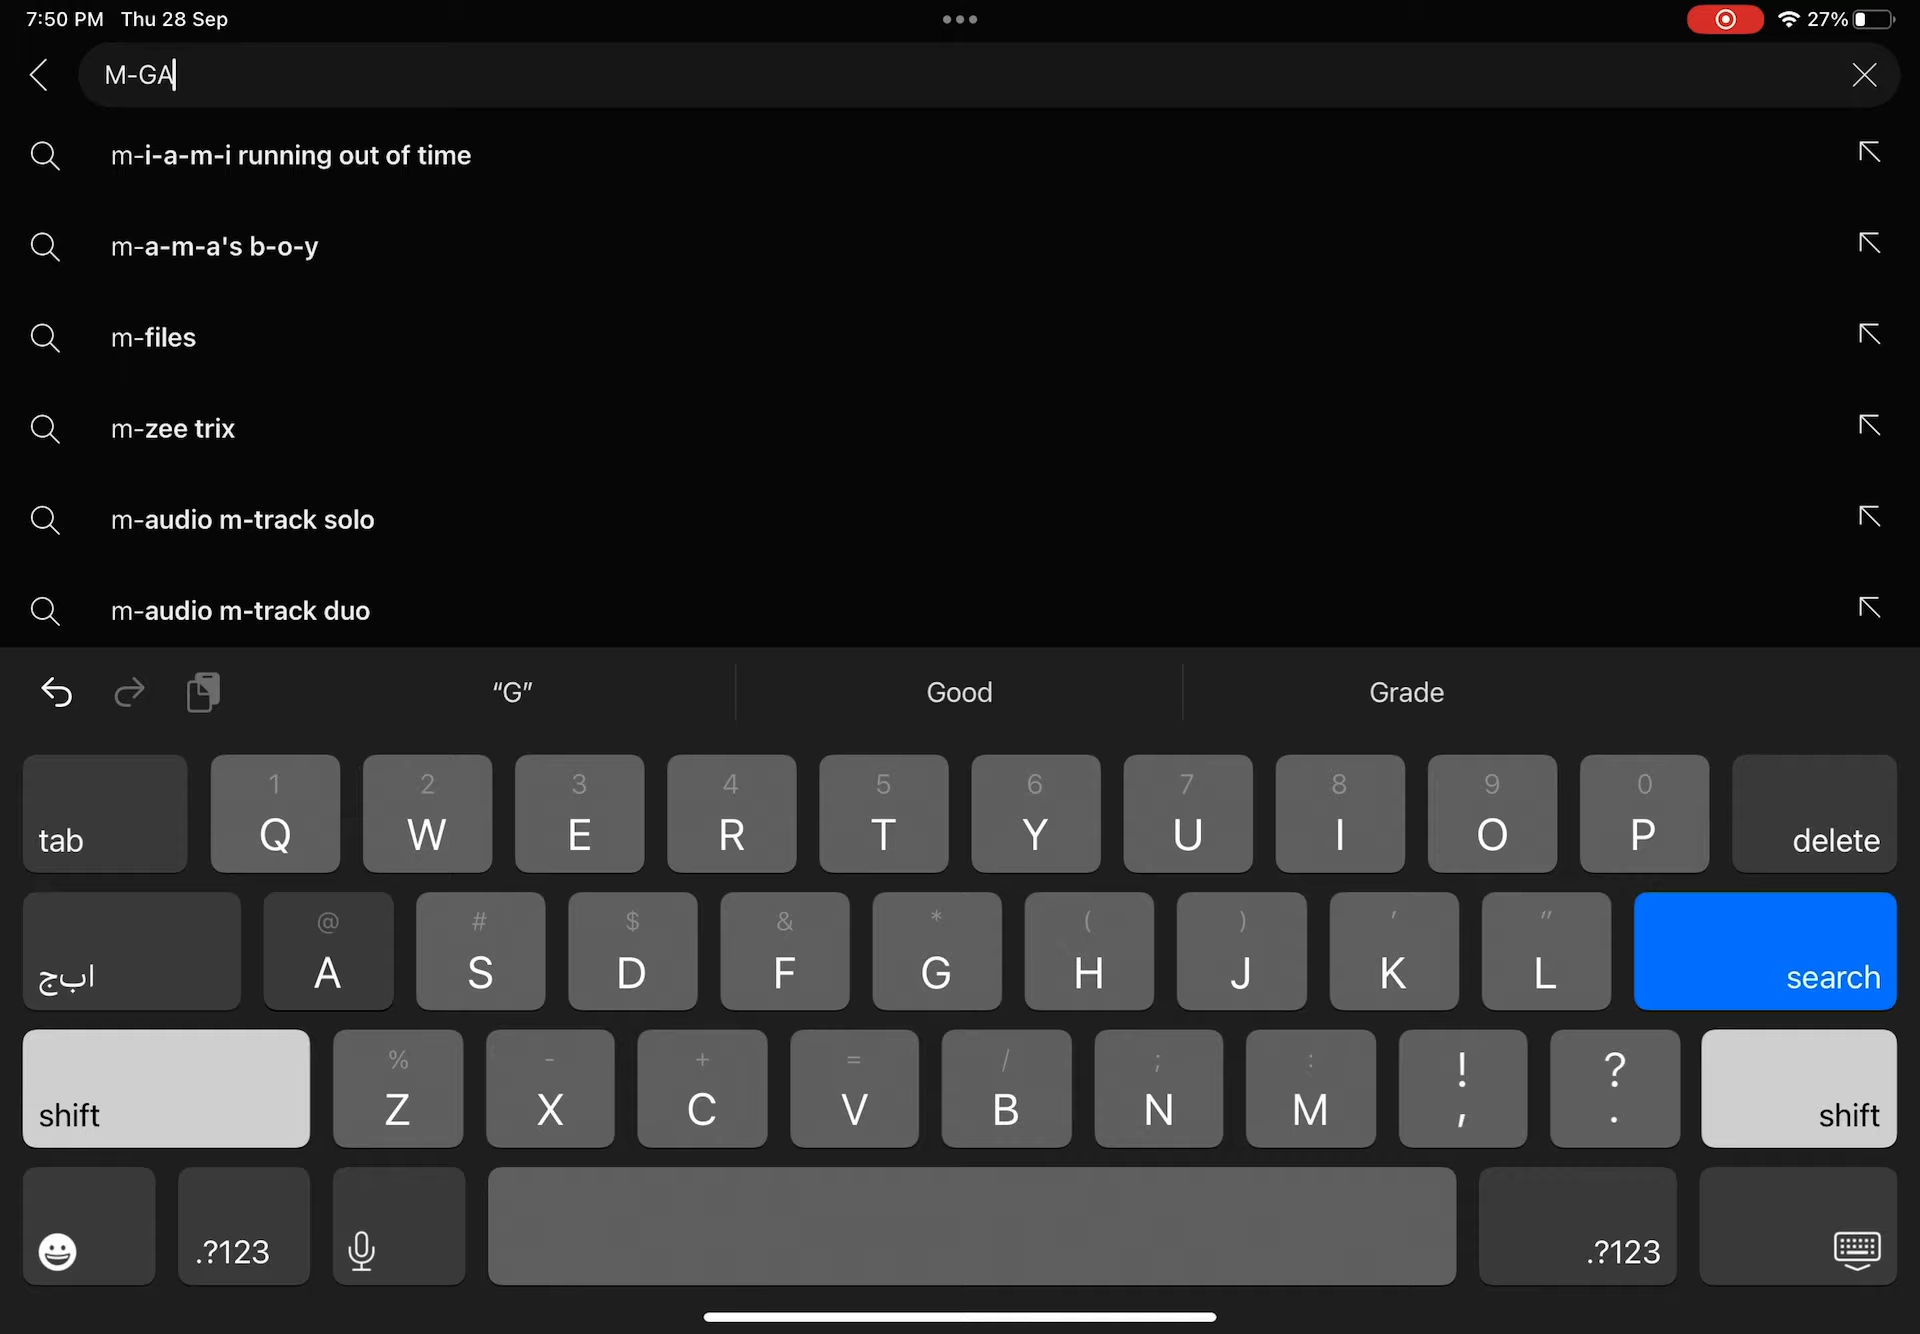 7:50 PM Thu 28 Sep
27%
M-GA
m-i-a-m-i running out of time
m-a-m-a's b-o-y
m-files
m-zee trix
m-audio m-track solo
m-audio m-track duo
“G” Good Grade
1 2 3 4 5 6 7 8 9 0
tab Q W E R T Y U I O P delete
@ # $ & * ( ) ' "
ابج A S D F G H J K L search
% - + = / ; : ! ?
shift Z X C V B N M , . shift
.?123 .?123